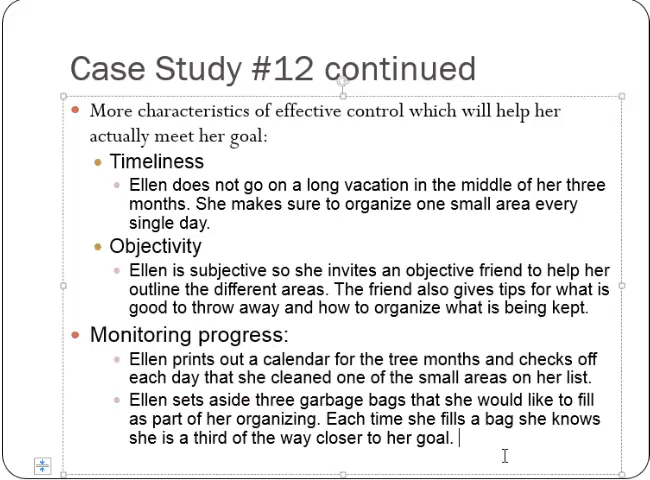 Case Study #12 continued
More characteristics of effective control which will help her
actually meet her goal:
Timeliness
Ellen does not go on a long vacation in the middle of her three
months. She makes sure to organize one small area every
single day.
Objectivity
Ellen is subjective so she invites an objective friend to help her
outline the different areas. The friend also gives tips for what is
good to throw away and how to organize what is being kept.
Monitoring progress:
Ellen prints out a calendar for the tree months and checks off
each day that she cleaned one of the small areas on her list.
Ellen sets aside three garbage bags that she would like to fill
as part of her organizing. Each time she fills a bag she knows
she is a third of the way closer to her goal.